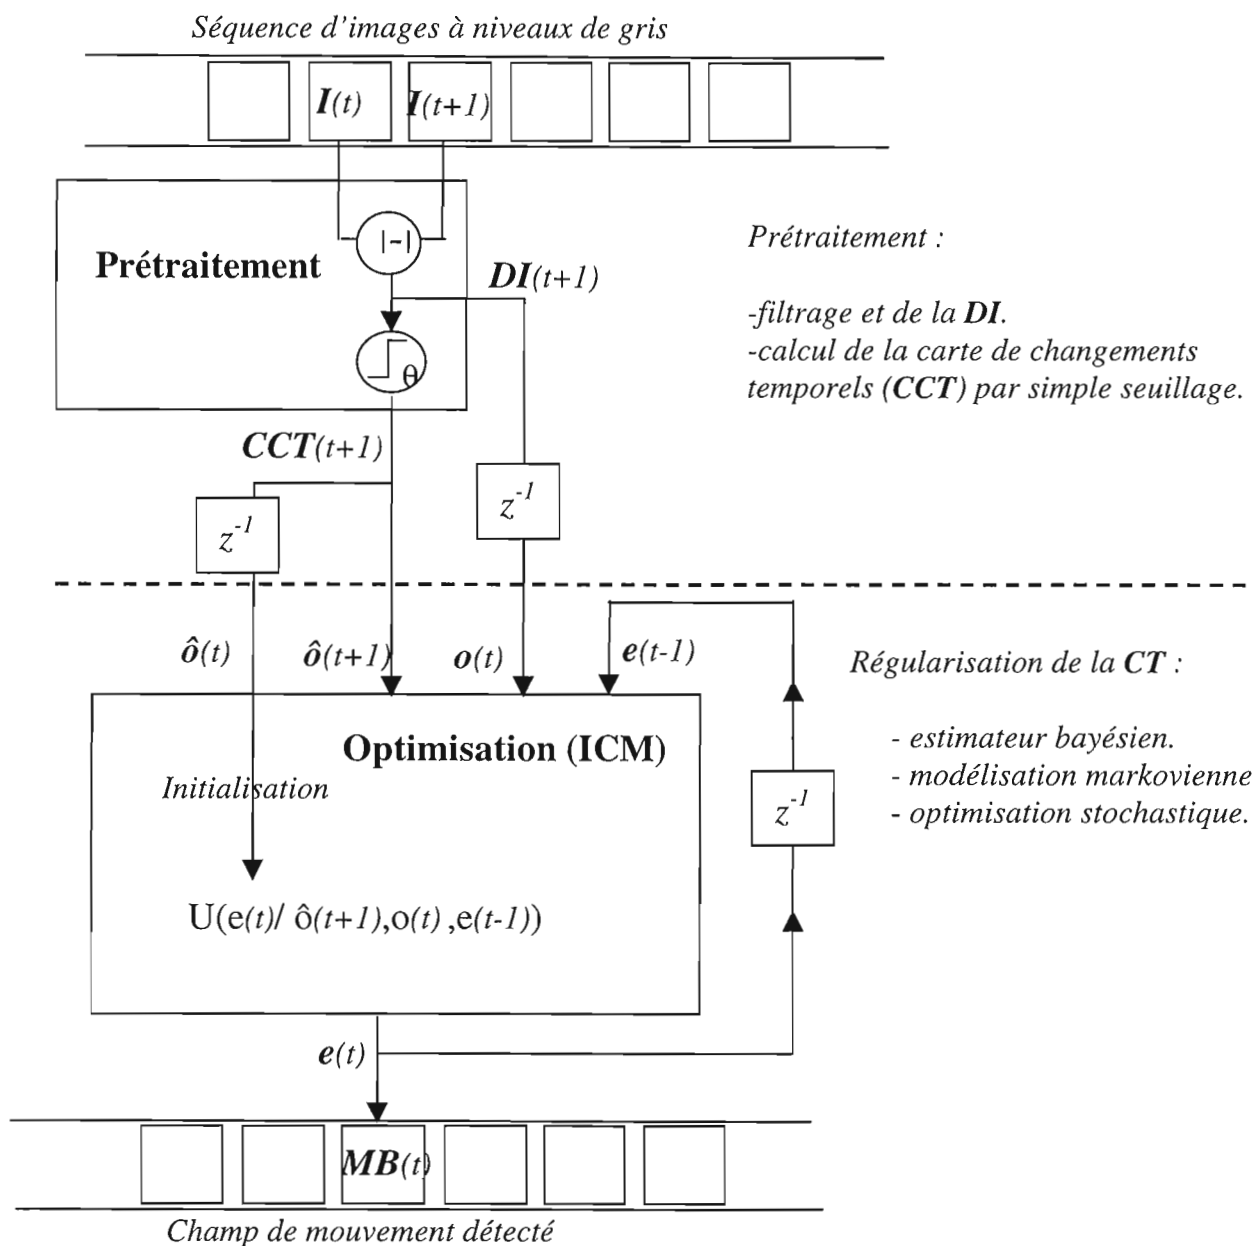 Séquence d'images à niveaux de gris
I(t) I(t+1)
|-|
Prétraitement
DI(t+1)
θ
Prétraitement :
-filtrage et de la DI.
-calcul de la carte de changements
temporels (CCT) par simple seuillage.
CCT(t+1)
z⁻¹
z⁻¹
ô(t) ô(t+1) o(t) e(t-1)
Régularisation de la CT :
- estimateur bayésien.
- modélisation markovienne
- optimisation stochastique.
Optimisation (ICM)
Initialisation
z⁻¹
U(e(t)/ ô(t+1),o(t) ,e(t-1))
e(t)
MB(t)
Champ de mouvement détecté